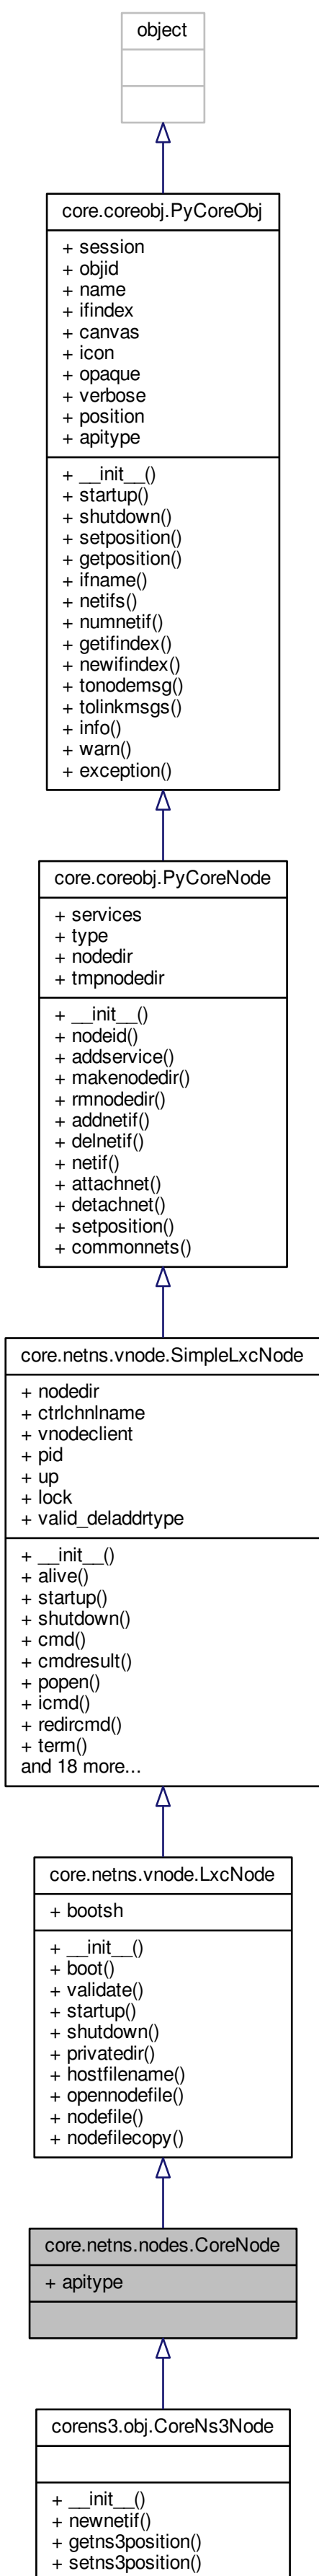 object
core.coreobj.PyCoreObj
+ session
+ objid
+ name
+ ifindex
+ canvas
+ icon
+ opaque
+ verbose
+ position
+ apitype
+ __init__()
+ startup()
+ shutdown()
+ setposition()
+ getposition()
+ ifname()
+ netifs()
+ numnetif()
+ getifindex()
+ newifindex()
+ tonodemsg()
+ tolinkmsgs()
+ info()
+ warn()
+ exception()
core.coreobj.PyCoreNode
+ services
+ type
+ nodedir
+ tmpnodedir
+ __init__()
+ nodeid()
+ addservice()
+ makenodedir()
+ rmnodedir()
+ addnetif()
+ delnetif()
+ netif()
+ attachnet()
+ detachnet()
+ setposition()
+ commonnets()
core.netns.vnode.SimpleLxcNode
+ nodedir
+ ctrlchnlname
+ vnodeclient
+ pid
+ up
+ lock
+ valid_deladdrtype
+ __init__()
+ alive()
+ startup()
+ shutdown()
+ cmd()
+ cmdresult()
+ popen()
+ icmd()
+ redircmd()
+ term()
and 18 more...
core.netns.vnode.LxcNode
+ bootsh
+ __init__()
+ boot()
+ validate()
+ startup()
+ shutdown()
+ privatedir()
+ hostfilename()
+ opennodefile()
+ nodefile()
+ nodefilecopy()
core.netns.nodes.CoreNode
+ apitype
corens3.obj.CoreNs3Node
+ __init__()
+ newnetif()
+ getns3position()
+ setns3position()